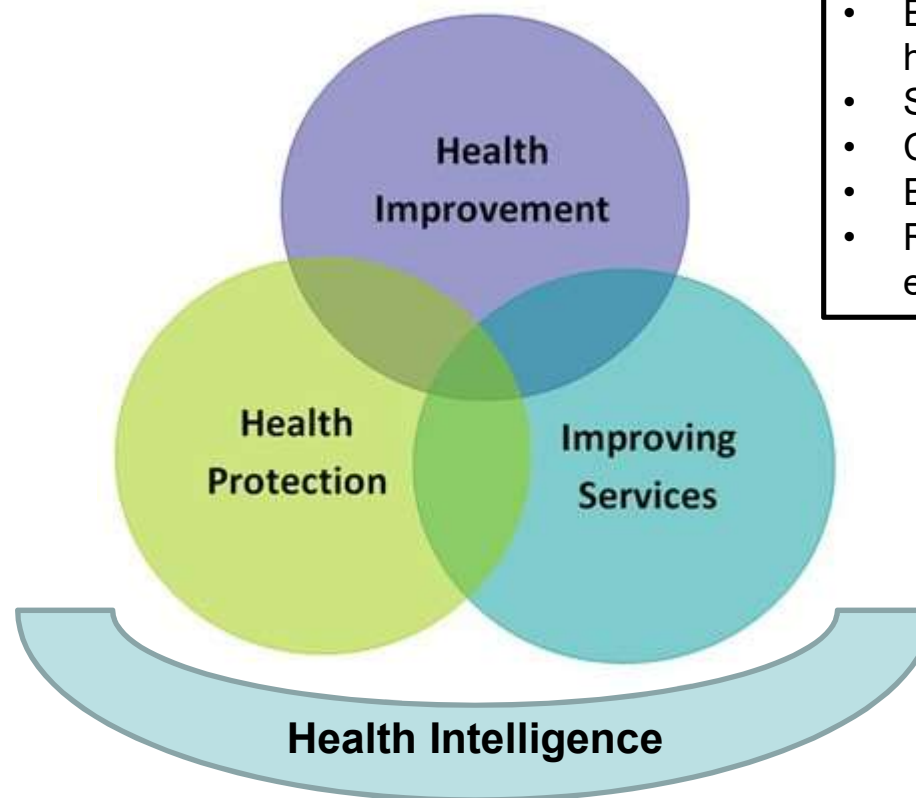 Health
Improvement
Health
Protection
Improving
Services
Health Intelligence